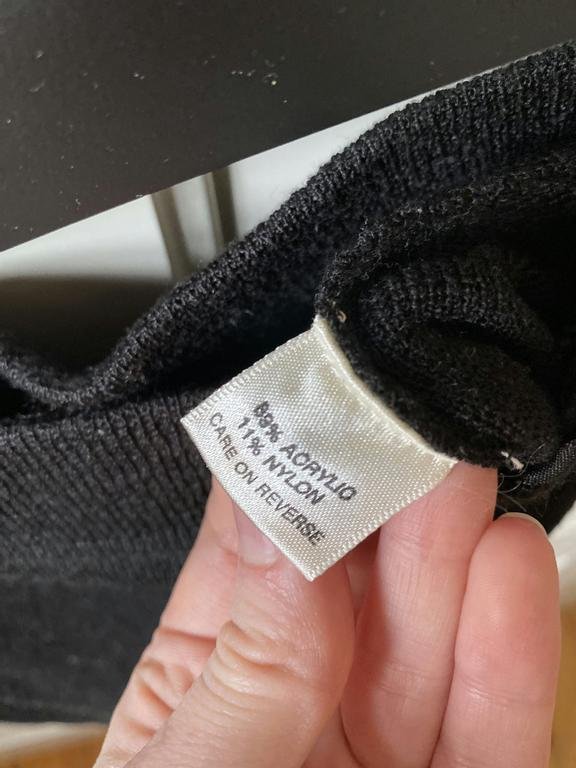 89% ACRYLIC
11% NYLON
CARE ON REVERSE